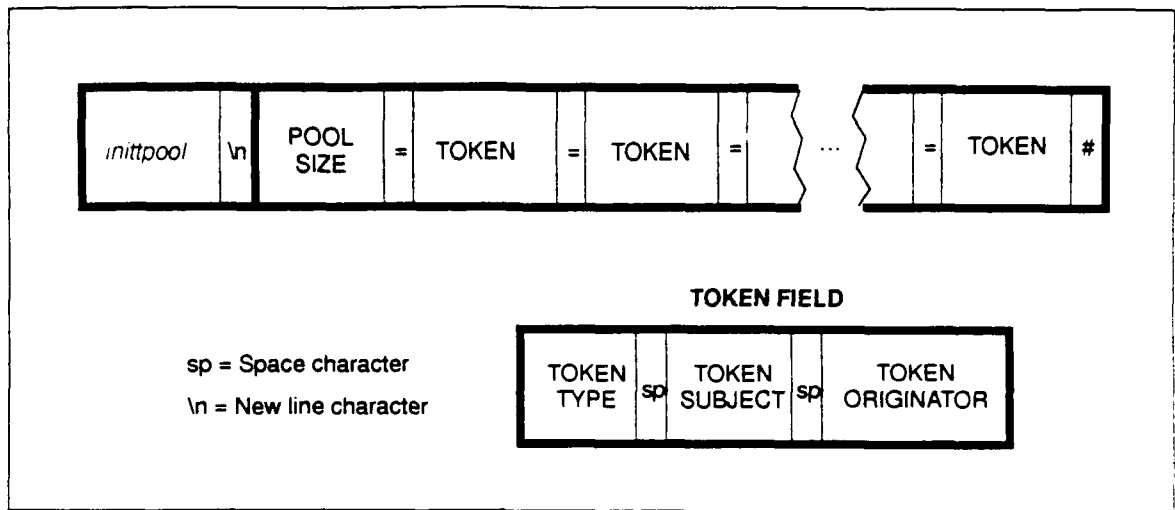 inittpool \n POOL SIZE = TOKEN = TOKEN = ... = TOKEN #
TOKEN FIELD
sp = Space character
\n = New line character
TOKEN TYPE sp TOKEN SUBJECT sp TOKEN ORIGINATOR